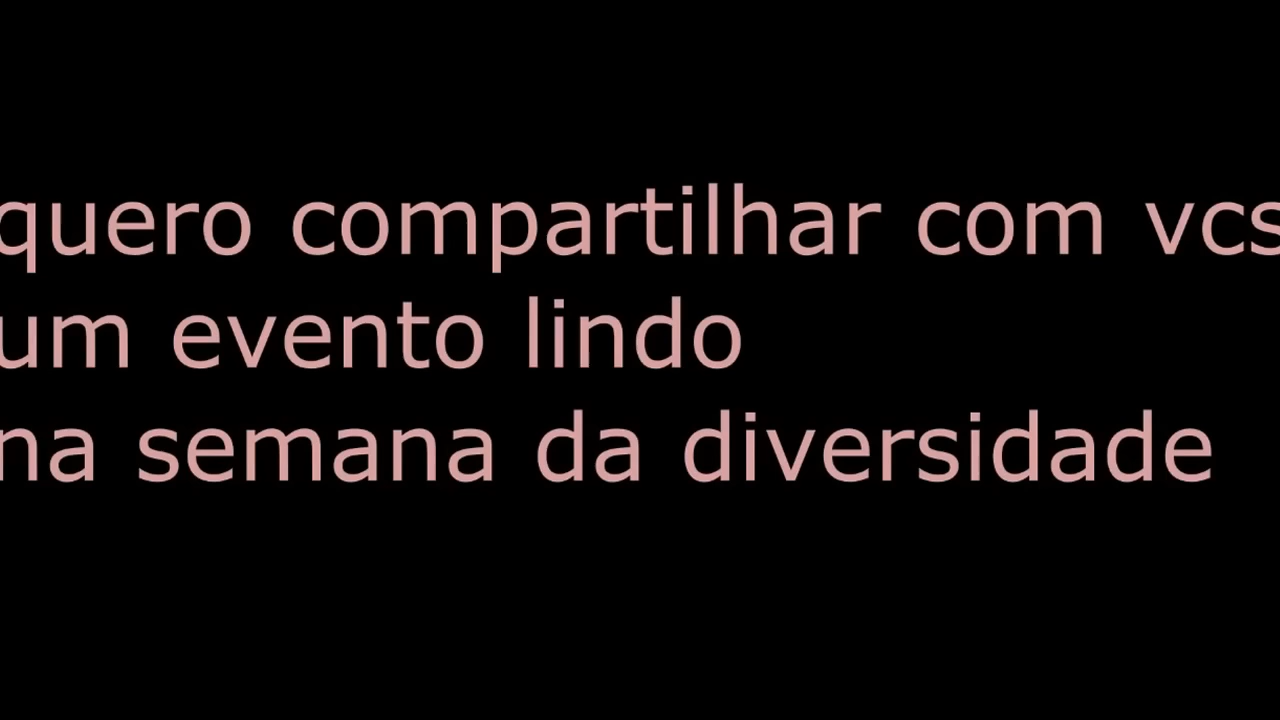 quero compartilhar com vcs
um evento lindo
na semana da diversidade